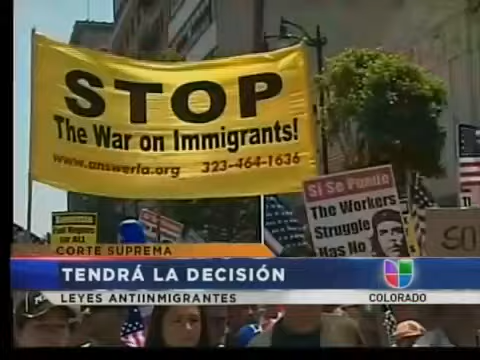 STOP
The War on Immigrants!
www.answerla.org 323-464-1636
Si Se Puede
The Workers
Struggle
Has No
SO
CORTE SUPREMA
TENDRÁ LA DECISIÓN
LEYES ANTIINMIGRANTES
COLORADO